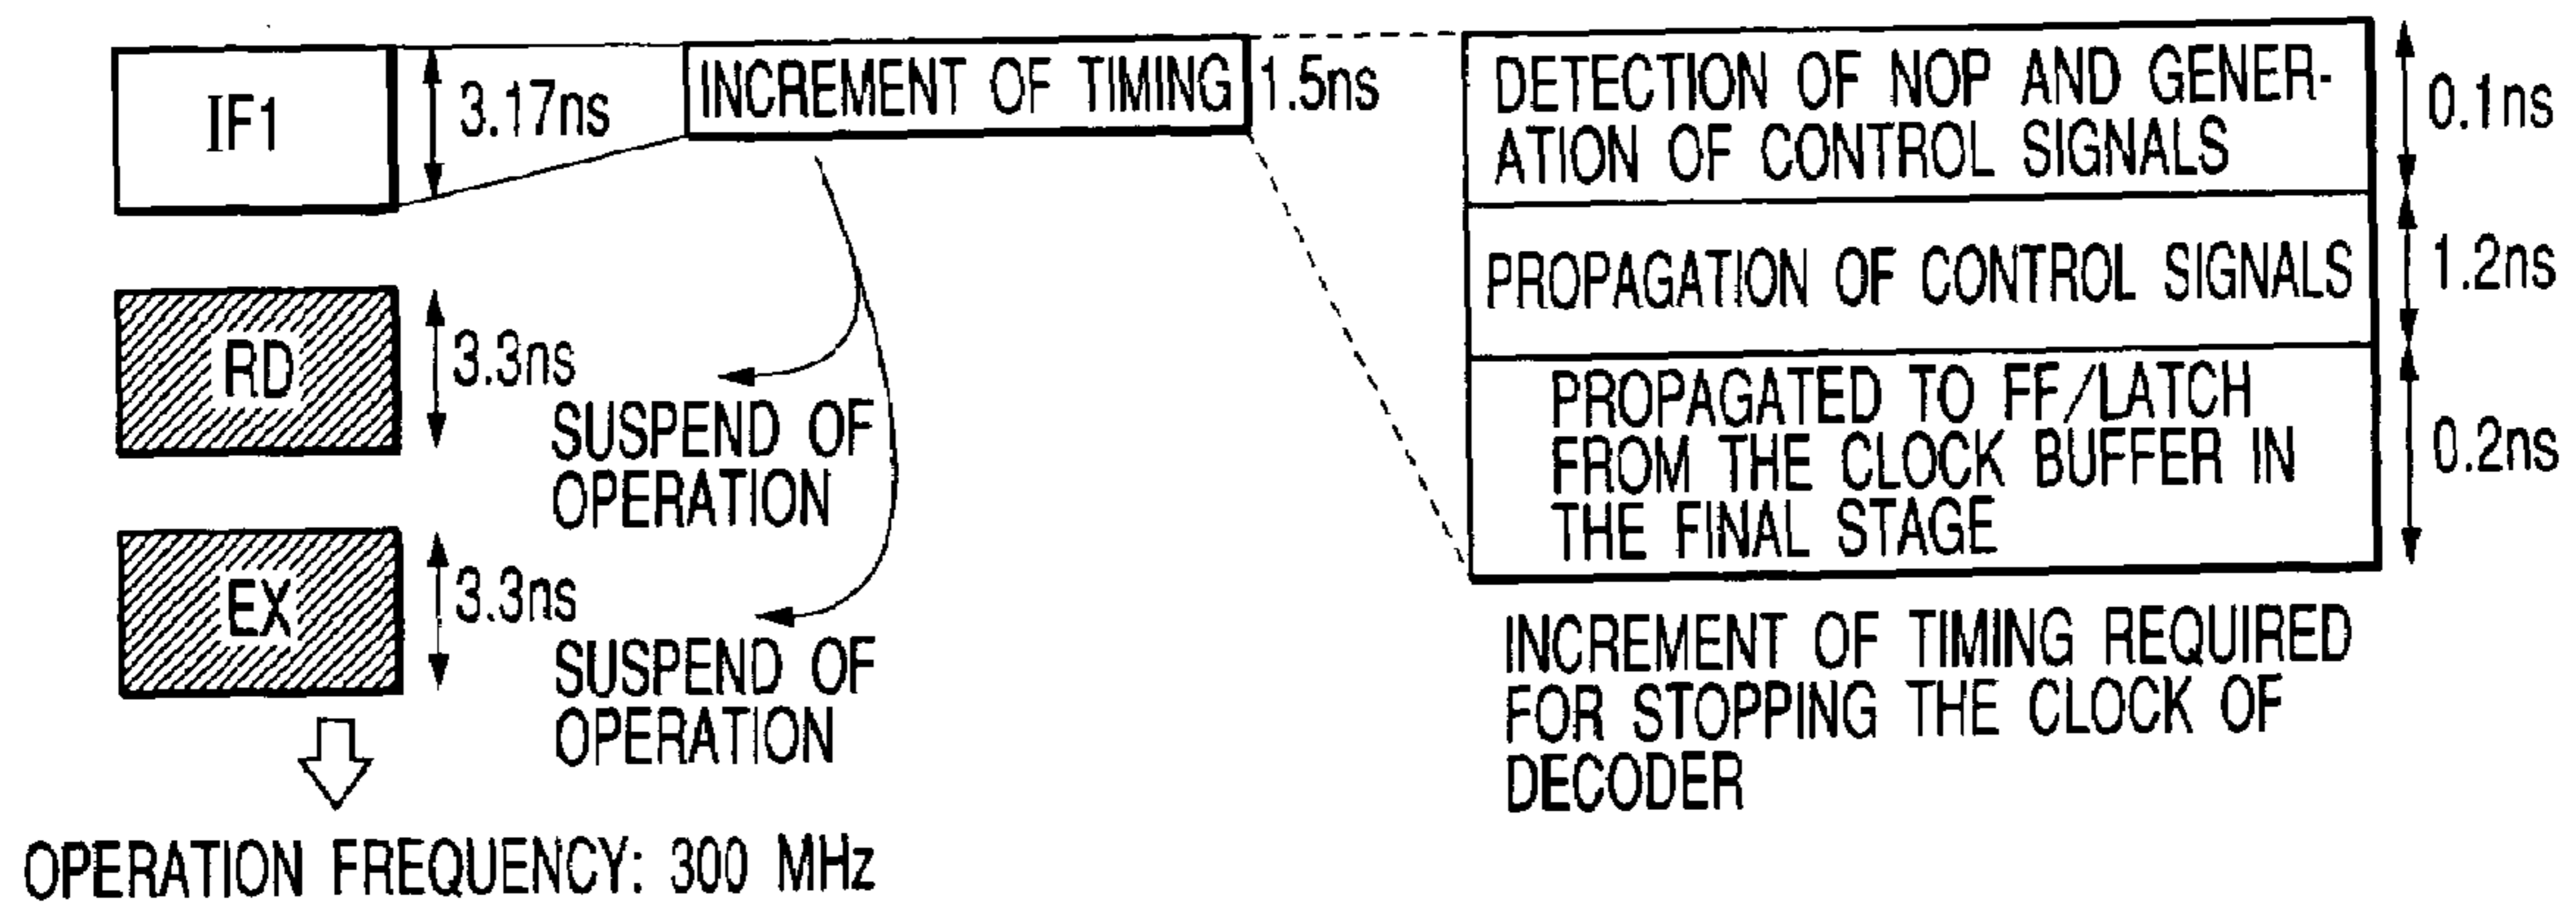 IF1
3.17ns
INCREMENT OF TIMING
1.5ns
DETECTION OF NOP AND GENER-
ATION OF CONTROL SIGNALS
0.1ns
PROPAGATION OF CONTROL SIGNALS
1.2ns
PROPAGATED TO FF/LATCH
FROM THE CLOCK BUFFER IN
THE FINAL STAGE
0.2ns
RD
3.3ns
SUSPEND OF
OPERATION
EX
3.3ns
SUSPEND OF
OPERATION
INCREMENT OF TIMING REQUIRED
FOR STOPPING THE CLOCK OF
DECODER
OPERATION FREQUENCY: 300 MHz